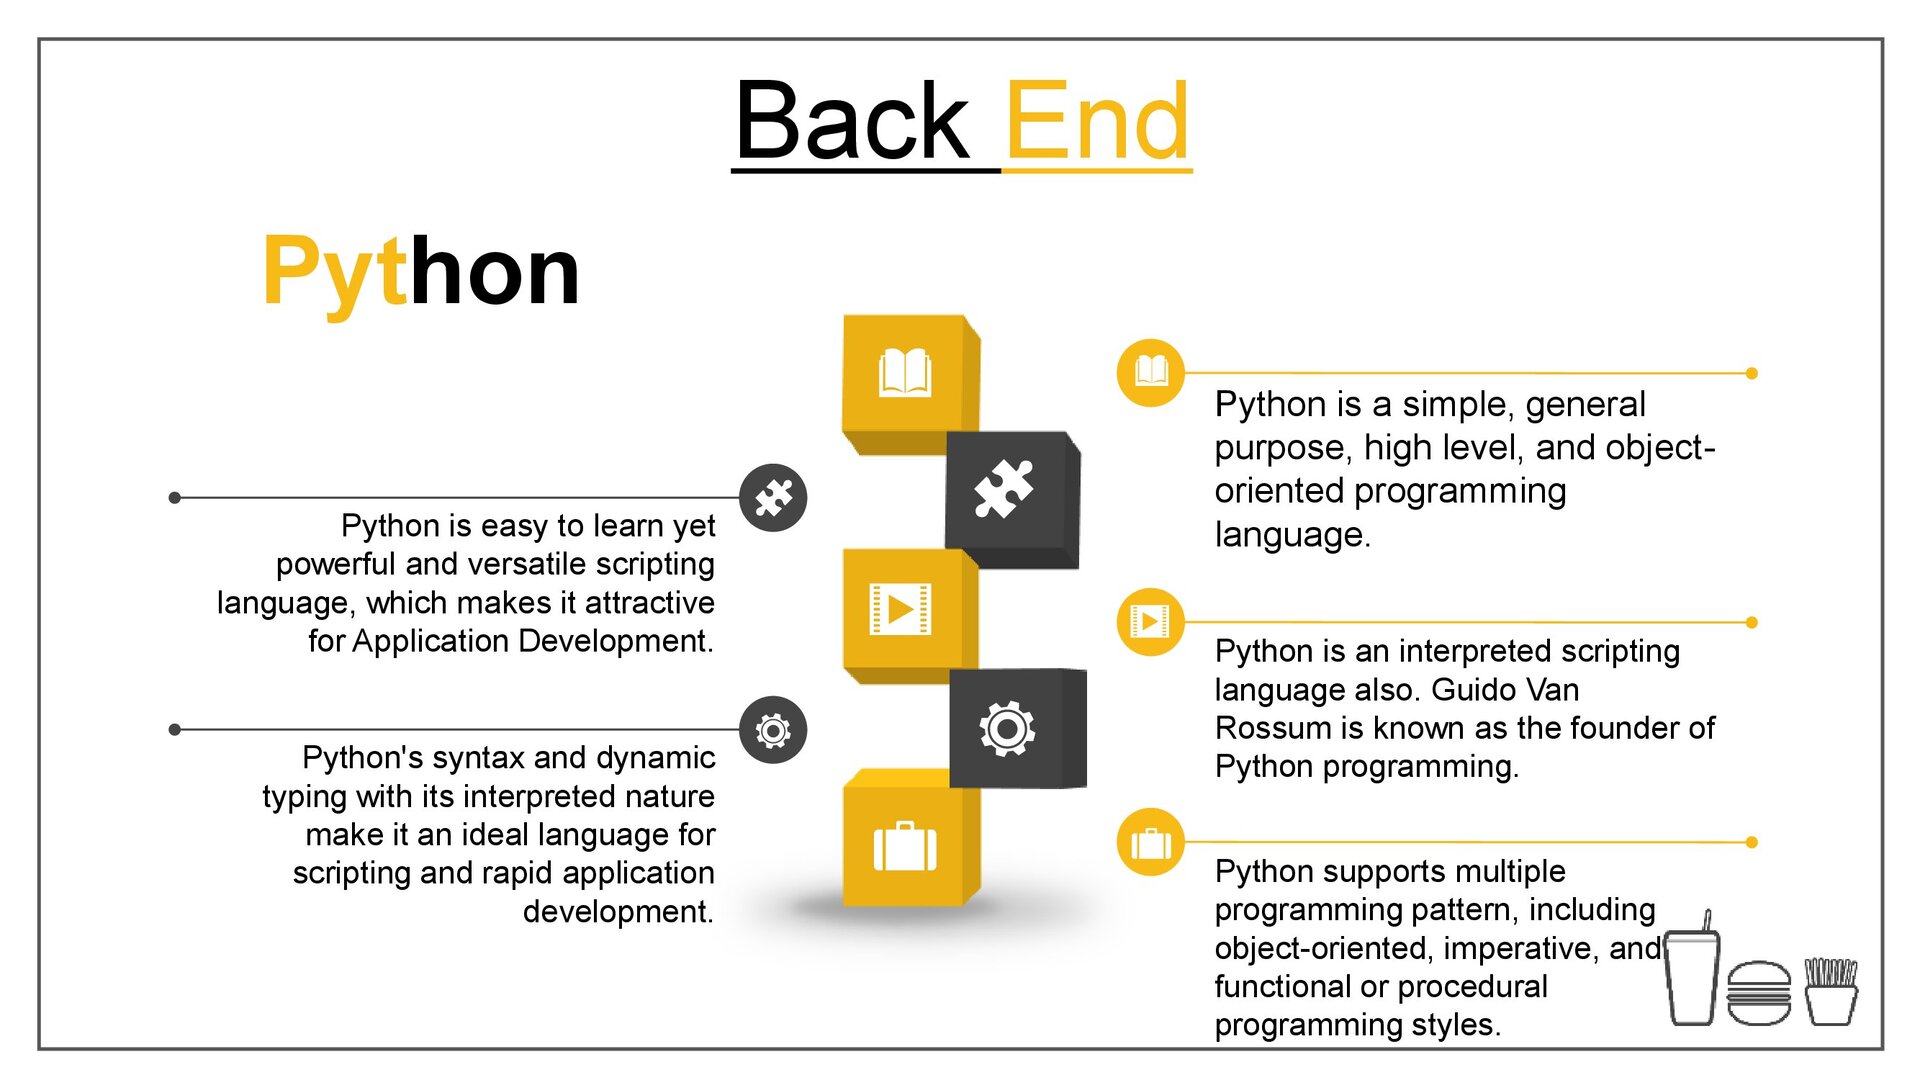 Back End
Python
Python is a simple, general
purpose, high level, and object-
oriented programming
language.
Python is easy to learn yet
powerful and versatile scripting
language, which makes it attractive
for Application Development.
Python is an interpreted scripting
language also. Guido Van
Rossum is known as the founder of
Python programming.
Python's syntax and dynamic
typing with its interpreted nature
make it an ideal language for
scripting and rapid application
development.
Python supports multiple
programming pattern, including
object-oriented, imperative, and
functional or procedural
programming styles.